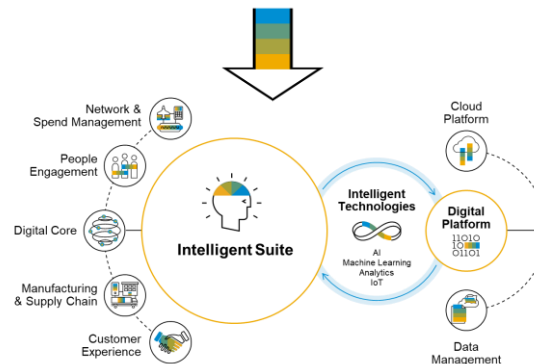 Network &
Spend Management
People
Engagement
Digital Core
Manufacturing
& Supply Chain
Customer
Experience
Intelligent Suite
Intelligent
Technologies
AI
Machine Learning
Analytics
IoT
Cloud
Platform
Digital
Platform
11010
10
01101
Data
Management